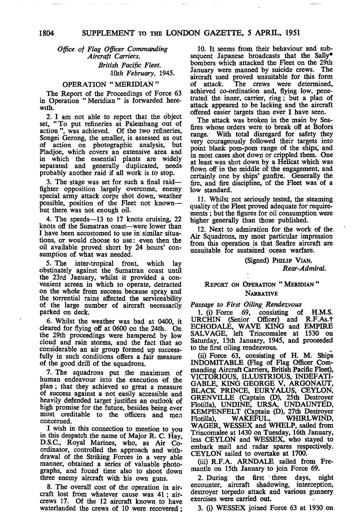 1804 SUPPLEMENT TO THE LONDON GAZETTE, 5 APRIL, 1951
Office of Flag Officer Commanding
Aircraft Carriers,
British Pacific Fleet.
10th February, 1945.
OPERATION “ MERIDIAN ”
The Report of the Proceedings of Force 63
in Operation “ Meridian ” is forwarded here-
with.
2. I am not able to report that the object
set, “ To put refineries at Palembang out of
action ”, was achieved. Of the two refineries,
Songei Gerong, the smaller, is assessed as out
of action on photographic analysis, but
Pladjoe, which covers an extensive area and
in which the essential plants are widely
separated and generally duplicated, needs
probably another raid if all work is to stop.
3. The stage was set for such a final raid—
fighter opposition largely overcome, enemy
special army attack corps shot down, weather
possible, position of the Fleet not known—
but there was not enough oil.
4. The speeds—13 to 17 knots cruising, 22
knots off the Sumatran coast—were lower than
I have been accustomed to use in similar situa-
tions, or would choose to use: even then the
oil available proved short by 24 hours' con-
sumption of what was needed.
5. The inter-tropical front, which lay
obstinately against the Sumatran coast until
the 23rd January, whilst it provided a con-
venient screen in which to operate, detracted
on the whole from success because spray and
the torrential rains affected the serviceability
of the large number of aircraft necessarily
parked on deck.
6. Whilst the weather was bad at 0400, it
cleared for flying off at 0600 on the 24th. On
the 29th proceedings were hampered by low
cloud and rain storms, and the fact that so
considerable an air group formed up success-
fully in such conditions offers a fair measure
of the good drill of the squadrons.
7. The squadrons put the maximum of
human endeavour into the execution of the
plan; that they achieved so great a measure
of success against a not easily accessible and
heavily defended target justifies an outlook of
high promise for the future, besides being ever
most creditable to the officers and men
concerned.
I wish in this connection to mention to you
in this despatch the name of Major R. C. Hay,
D.S.C., Royal Marines, who, as Air Co-
ordinator, controlled the approach and with-
drawal of the Striking Forces in a very able
manner, obtained a series of valuable photo-
graphs, and found time also to shoot down
three enemy aircraft with his own guns.
8. The overall cost of the operation in air-
craft lost from whatever cause was 41; air-
crews 17. Of the 12 aircraft known to have
waterlanded the crews of 10 were recovered;
10. It seems from their behaviour and sub-
sequent Japanese broadcasts that the Sally*
bombers which attacked the Fleet on the 29th
January were manned by suicide crews. The
aircraft used proved unsuitable for this form
of attack. The crews were determined,
achieved co-ordination and, flying low, pene-
trated the inner, carrier, ring; but a plan of
attack appeared to be lacking and the aircraft
offered easier targets than ever I have seen.
The attack was broken in the main by Sea-
fires whose orders were to break off at Bofors
range. With total disregard for safety they
very courageously followed their targets into
point blank pom-pom range of the ships, and
in most cases shot down or crippled them. One
at least was shot down by a Hellcat which was
flown off in the middle of the engagement, and
certainly one by ships' gunfire. Generally the
fire, and fire discipline, of the Fleet was of a
low standard.
11. Whilst not seriously tested, the steaming
quality of the Fleet proved adequate for require-
ments; but the figures for oil consumption were
higher generally than those published.
12. Next to admiration for the work of the
Air Squadrons, my most particular impression
from this operation is that Seafire aircraft are
unsuitable for sustained ocean warfare.
(Signed) PHILIP VIAN,
Rear-Admiral.
REPORT ON OPERATION “ MERIDIAN ”
NARRATIVE
Passage to First Oiling Rendezvous
1. (i) Force 69, consisting of H.M.S.
URCHIN (Senior Officer) and R.F.As.†
ECHODALE, WAVE KING and EMPIRE
SALVAGE, left Trincomalee at 1530 on
Saturday, 13th January, 1945, and proceeded
to the first oiling rendezvous.
(ii) Force 63, consisting of H. M. Ships
INDOMITABLE (Flag of Flag Officer Com-
manding Aircraft Carriers, British Pacific Fleet),
VICTORIOUS, ILLUSTRIOUS, INDEFATI-
GABLE, KING GEORGE V, ARGONAUT,
BLACK PRINCE, EURYALUS, CEYLON,
GRENVILLE (Captain (D), 25th Destroyer
Flotilla), UNDINE, URSA, UNDAUNTED,
KEMPENFELT (Captain (D), 27th Destroyer
Flotilla), WAKEFUL, WHIRLWIND,
WAGER, WESSEX and WHELP, sailed from
Trincomalee at 1430 on Tuesday, 16th January,
less CEYLON and WESSEX, who stayed to
embark mail and radar spares respectively.
CEYLON sailed to overtake at 1700.
(iii) R.F.A. ARNDALE sailed from Fre-
mantle on 15th January to join Force 69.
2. During the first three days, night
encounter, aircraft shadowing, interception,
destroyer torpedo attack and various gunnery
exercises were carried out.
3. (i) WESSEX joined Force 63 at 1930 on